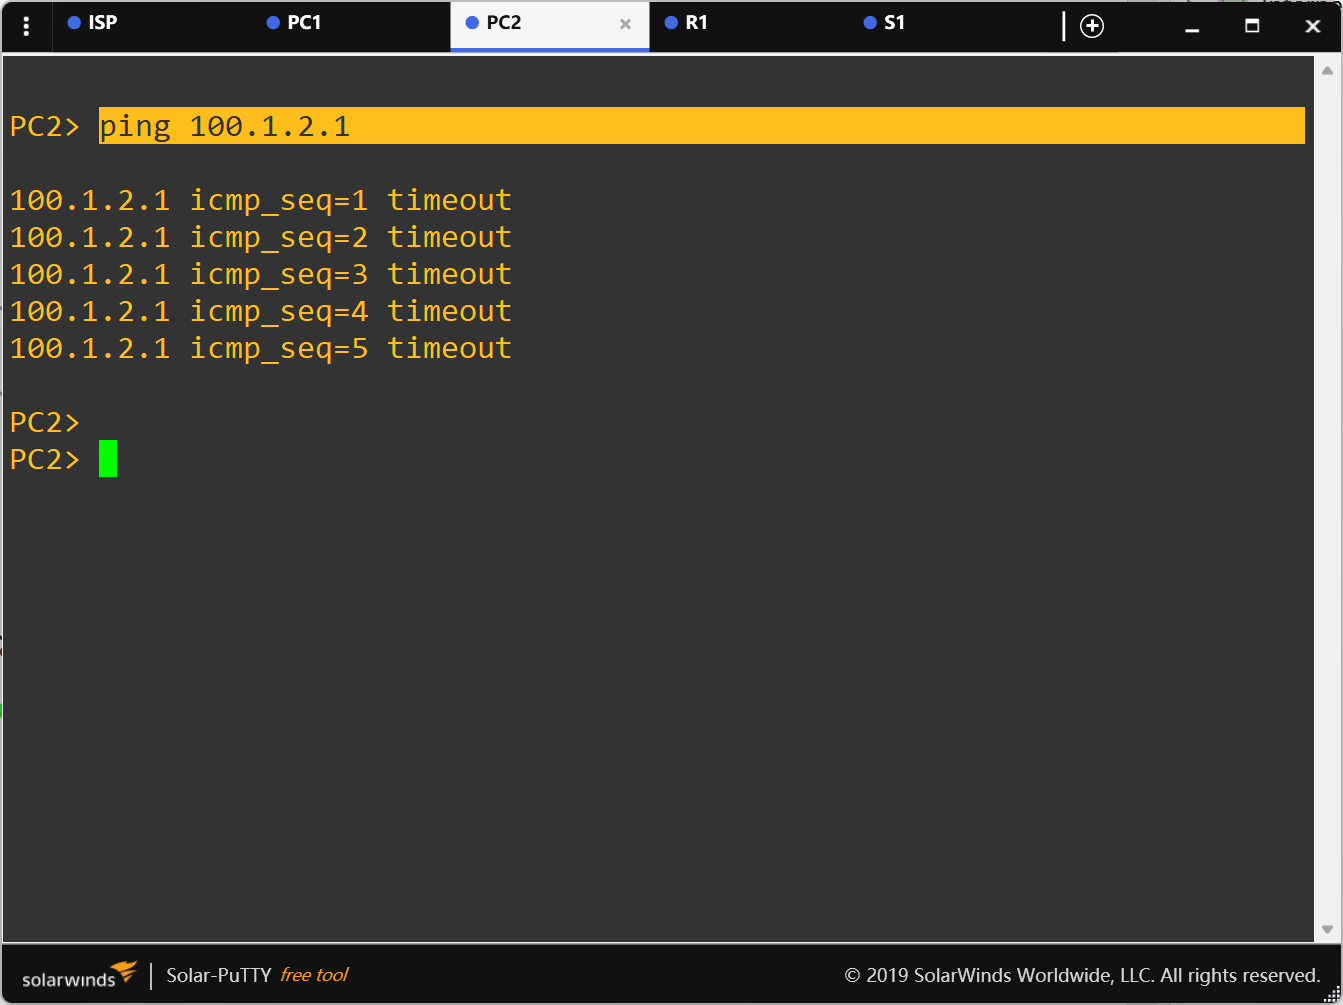 ISP PC1 PC2 R1 S1
PC2> ping 100.1.2.1
100.1.2.1 icmp_seq=1 timeout
100.1.2.1 icmp_seq=2 timeout
100.1.2.1 icmp_seq=3 timeout
100.1.2.1 icmp_seq=4 timeout
100.1.2.1 icmp_seq=5 timeout
PC2>
PC2>
solarwinds Solar-PuTTY free tool © 2019 SolarWinds Worldwide, LLC. All rights reserved.